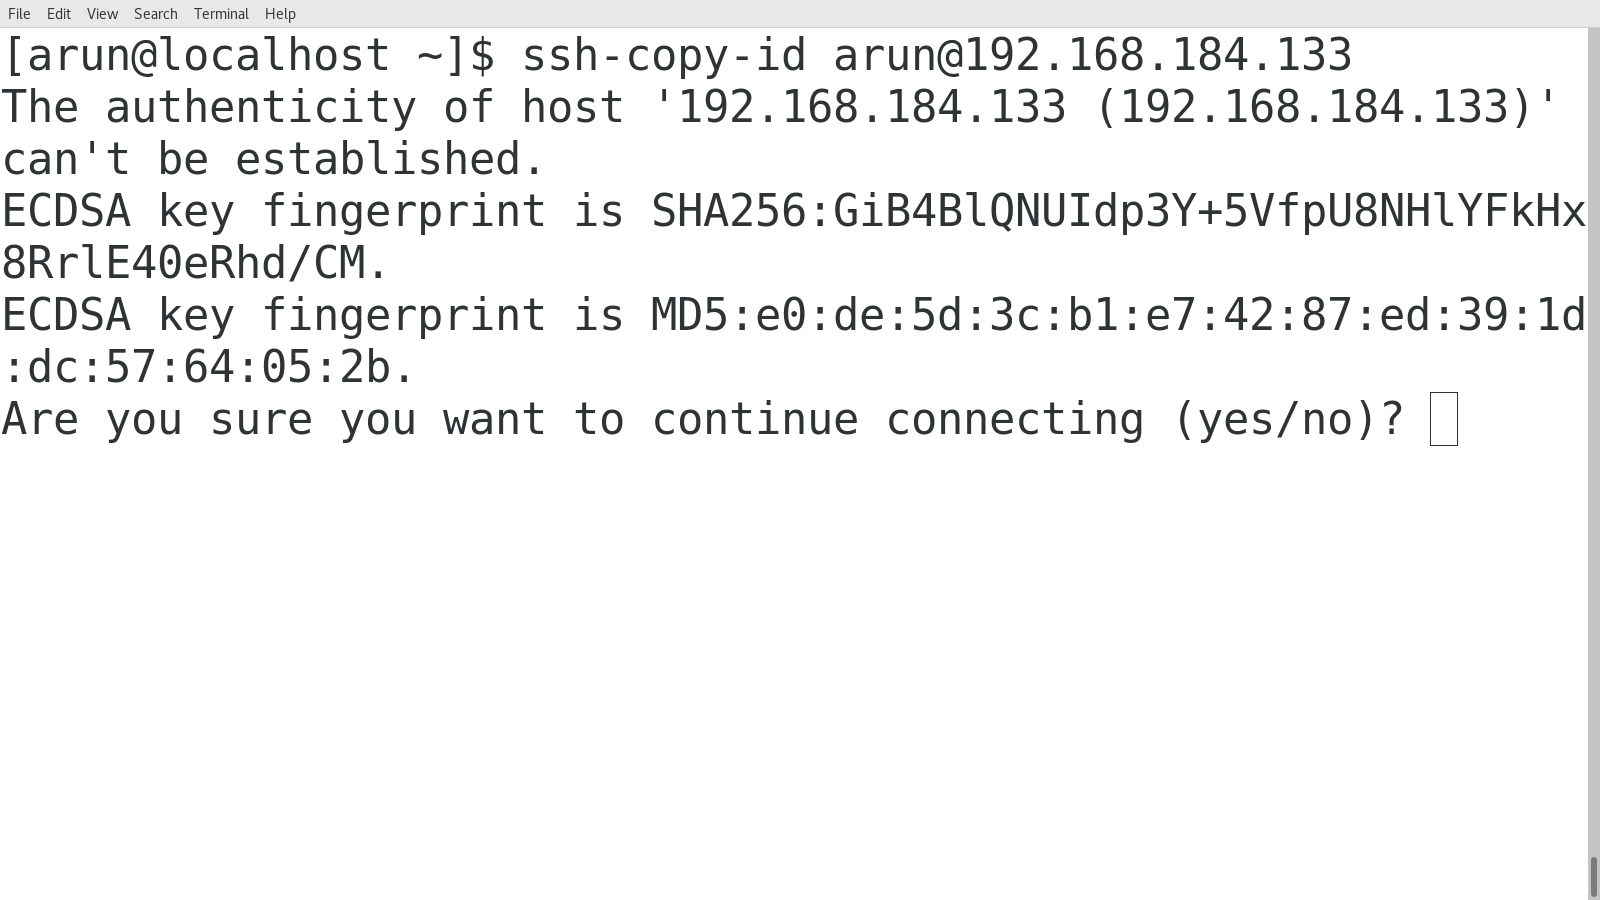 File Edit View Search Terminal Help
[arun@localhost ~]$ ssh-copy-id arun@192.168.184.133
The authenticity of host '192.168.184.133 (192.168.184.133)'
can't be established.
ECDSA key fingerprint is SHA256:GiB4BlQNUIdp3Y+5VfpU8NHlYFkHx
8RrlE40eRhd/CM.
ECDSA key fingerprint is MD5:e0:de:5d:3c:b1:e7:42:87:ed:39:1d
:dc:57:64:05:2b.
Are you sure you want to continue connecting (yes/no)?